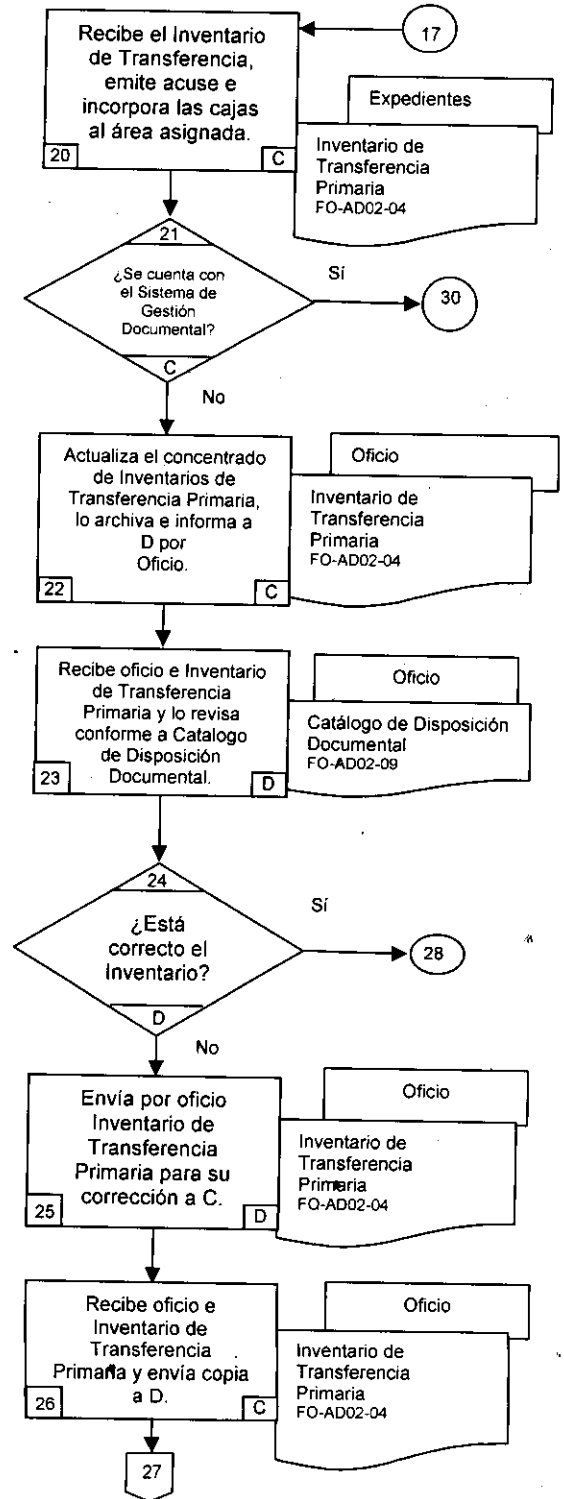 Recibe el Inventario
de Transferencia,
emite acuse e
incorpora las cajas
al área asignada.
20
C
17
Expedientes
Inventario de
Transferencia
Primaria
FO-AD02-04
21
¿Se cuenta con
el Sistema de
Gestión
Documental?
C
Sí
30
No
Actualiza el concentrado
de Inventarios de
Transferencia Primaria,
lo archiva e informa a
D por
Oficio.
22
C
Oficio
Inventario de
Transferencia
Primaria
FO-AD02-04
Recibe oficio e Inventario
de Transferencia
Primaria y lo revisa
conforme a Catalogo
de Disposición
Documental.
23
D
Oficio
Catálogo de Disposición
Documental
FO-AD02-09
24
¿Está
correcto el
Inventario?
D
Sí
28
No
Envía por oficio
Inventario de
Transferencia
Primaria para su
corrección a C.
25
D
Oficio
Inventario de
Transferencia
Primaria
FO-AD02-04
Recibe oficio e
Inventario de
Transferencia
Primaria y envía copia
a D.
26
C
Oficio
Inventario de
Transferencia
Primaria
FO-AD02-04
27